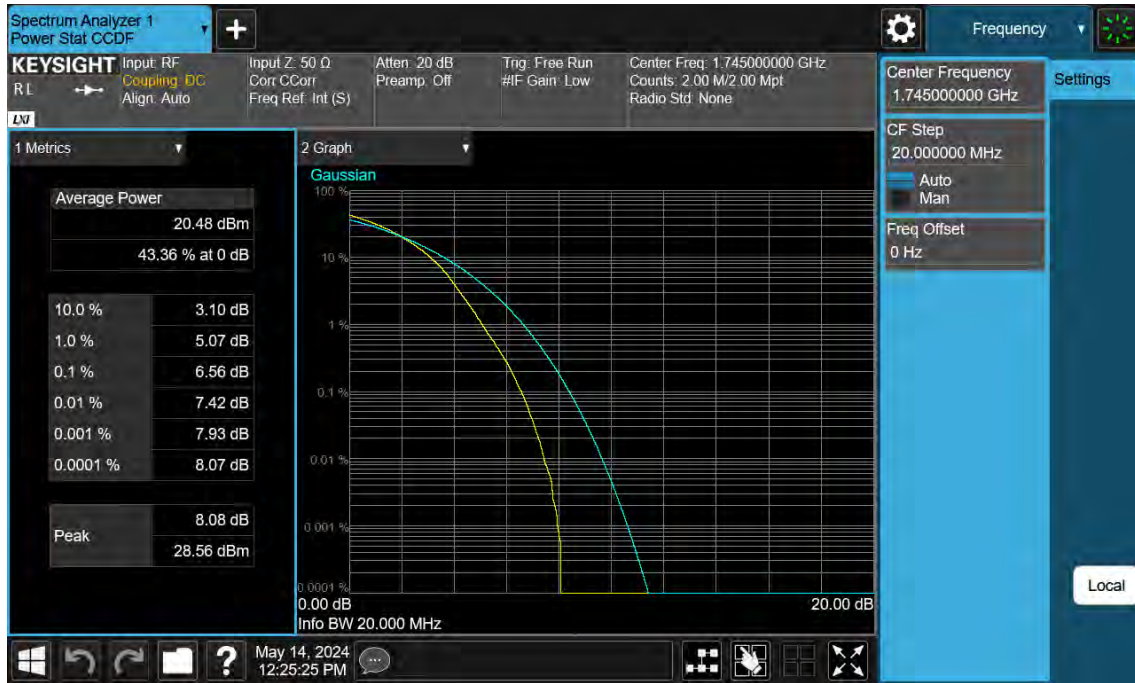 Spectrum Analyzer 1
Power Stat CCDF
+
Frequency
KEYSIGHT
RL
LXI
Input: RF
Coupling: DC
Align: Auto
Input Z: 50 Ω
Corr CCorr
Freq Ref: Int (S)
Atten: 20 dB
Preamp: Off
Trig: Free Run
#IF Gain: Low
Center Freq: 1.745000000 GHz
Counts: 2.00 M/2.00 Mpt
Radio Std: None
Center Frequency
1.745000000 GHz
Settings
CF Step
20.000000 MHz
Auto
Man
Freq Offset
0 Hz
1 Metrics
Average Power
20.48 dBm
43.36 % at 0 dB
10.0 % 3.10 dB
1.0 % 5.07 dB
0.1 % 6.56 dB
0.01 % 7.42 dB
0.001 % 7.93 dB
0.0001 % 8.07 dB
Peak
8.08 dB
28.56 dBm
2 Graph
Gaussian
100 %
10 %
1 %
0.1 %
0.01 %
0.001 %
0.0001 %
0.00 dB 20.00 dB
Info BW 20.000 MHz
Local
?
May 14, 2024
12:25:25 PM